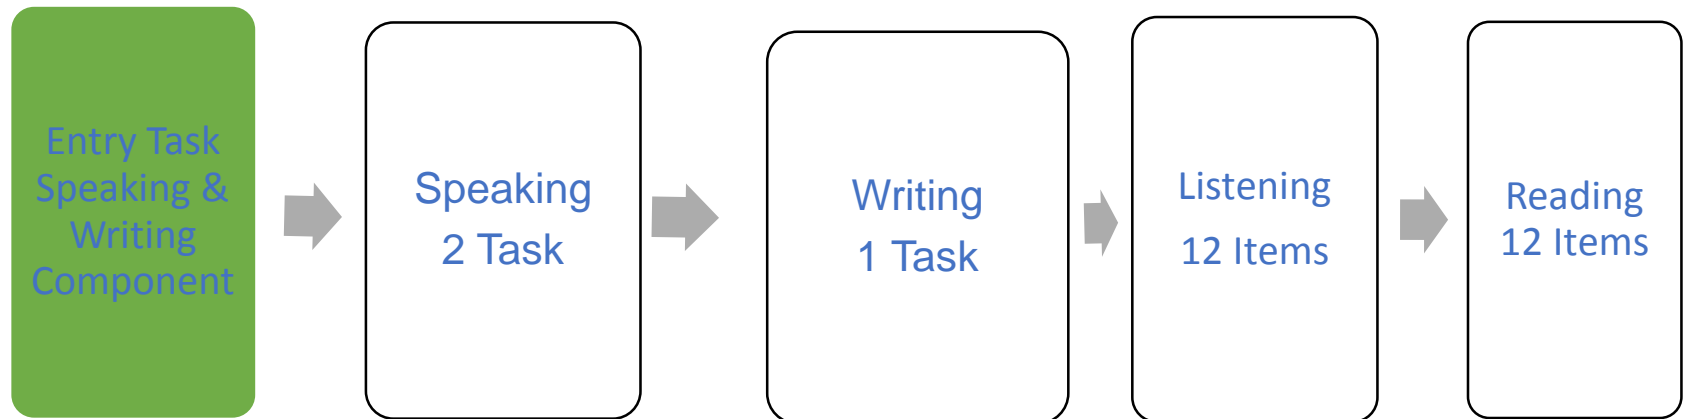 Entry Task
Speaking &
Writing
Component
Speaking
2 Task
Writing
1 Task
Listening
12 Items
Reading
12 Items